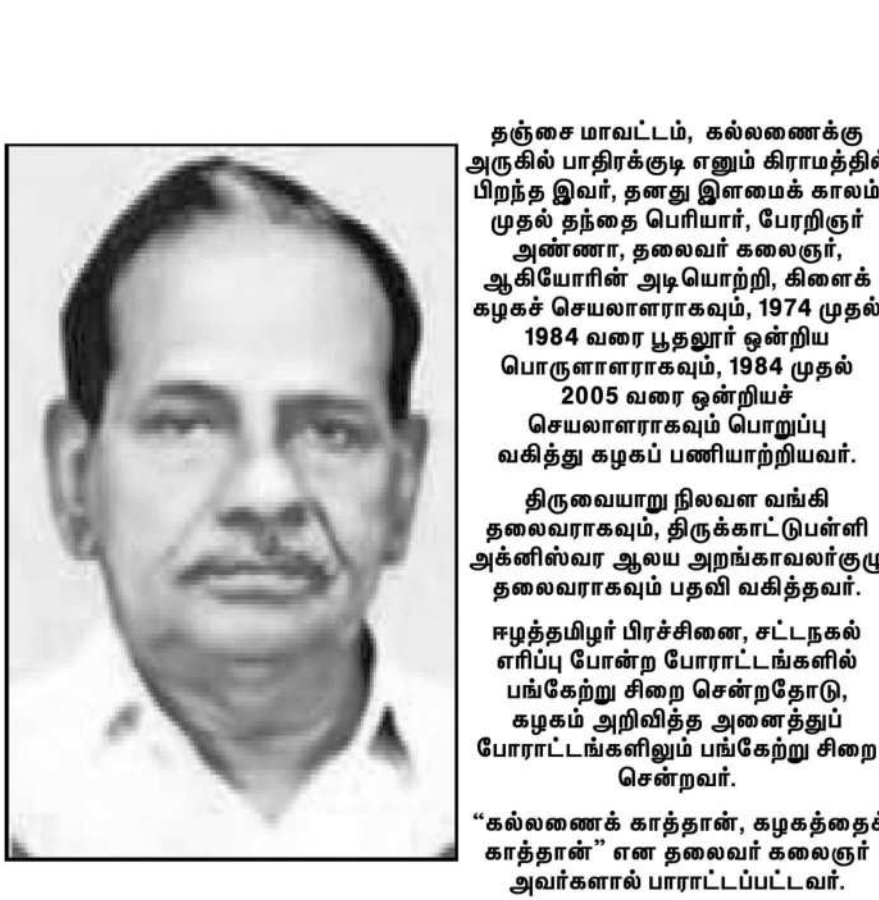 தஞ்சை மாவட்டம், கல்லணைக்கு
அருகில் பாதிரக்குடி எனும் கிராமத்தில்
பிறந்த இவர், தனது இளமைக் காலம்
முதல் தந்தை பெரியார், பேரறிஞர்
அண்ணா, தலைவர் கலைஞர்,
ஆகியோரின் அடியொற்றி, கிளைக்
கழகச் செயலாளராகவும், 1974 முதல்
1984 வரை பூதலூர் ஒன்றிய
பொருளாளராகவும், 1984 முதல்
2005 வரை ஒன்றியச்
செயலாளராகவும் பொறுப்பு
வகித்து கழகப் பணியாற்றியவர்.
திருவையாறு நிலவள வங்கி
தலைவராகவும், திருக்காட்டுபள்ளி
அக்னிஸ்வர ஆலய அறங்காவலர்குழு
தலைவராகவும் பதவி வகித்தவர்.
ஈழத்தமிழர் பிரச்சினை, சட்டநகல்
எரிப்பு போன்ற போராட்டங்களில்
பங்கேற்று சிறை சென்றதோடு,
கழகம் அறிவித்த அனைத்துப்
போராட்டங்களிலும் பங்கேற்று சிறை
சென்றவர்.
“கல்லணைக் காத்தான், கழகத்தைக்
காத்தான்” என தலைவர் கலைஞர்
அவர்களால் பாராட்டப்பட்டவர்.